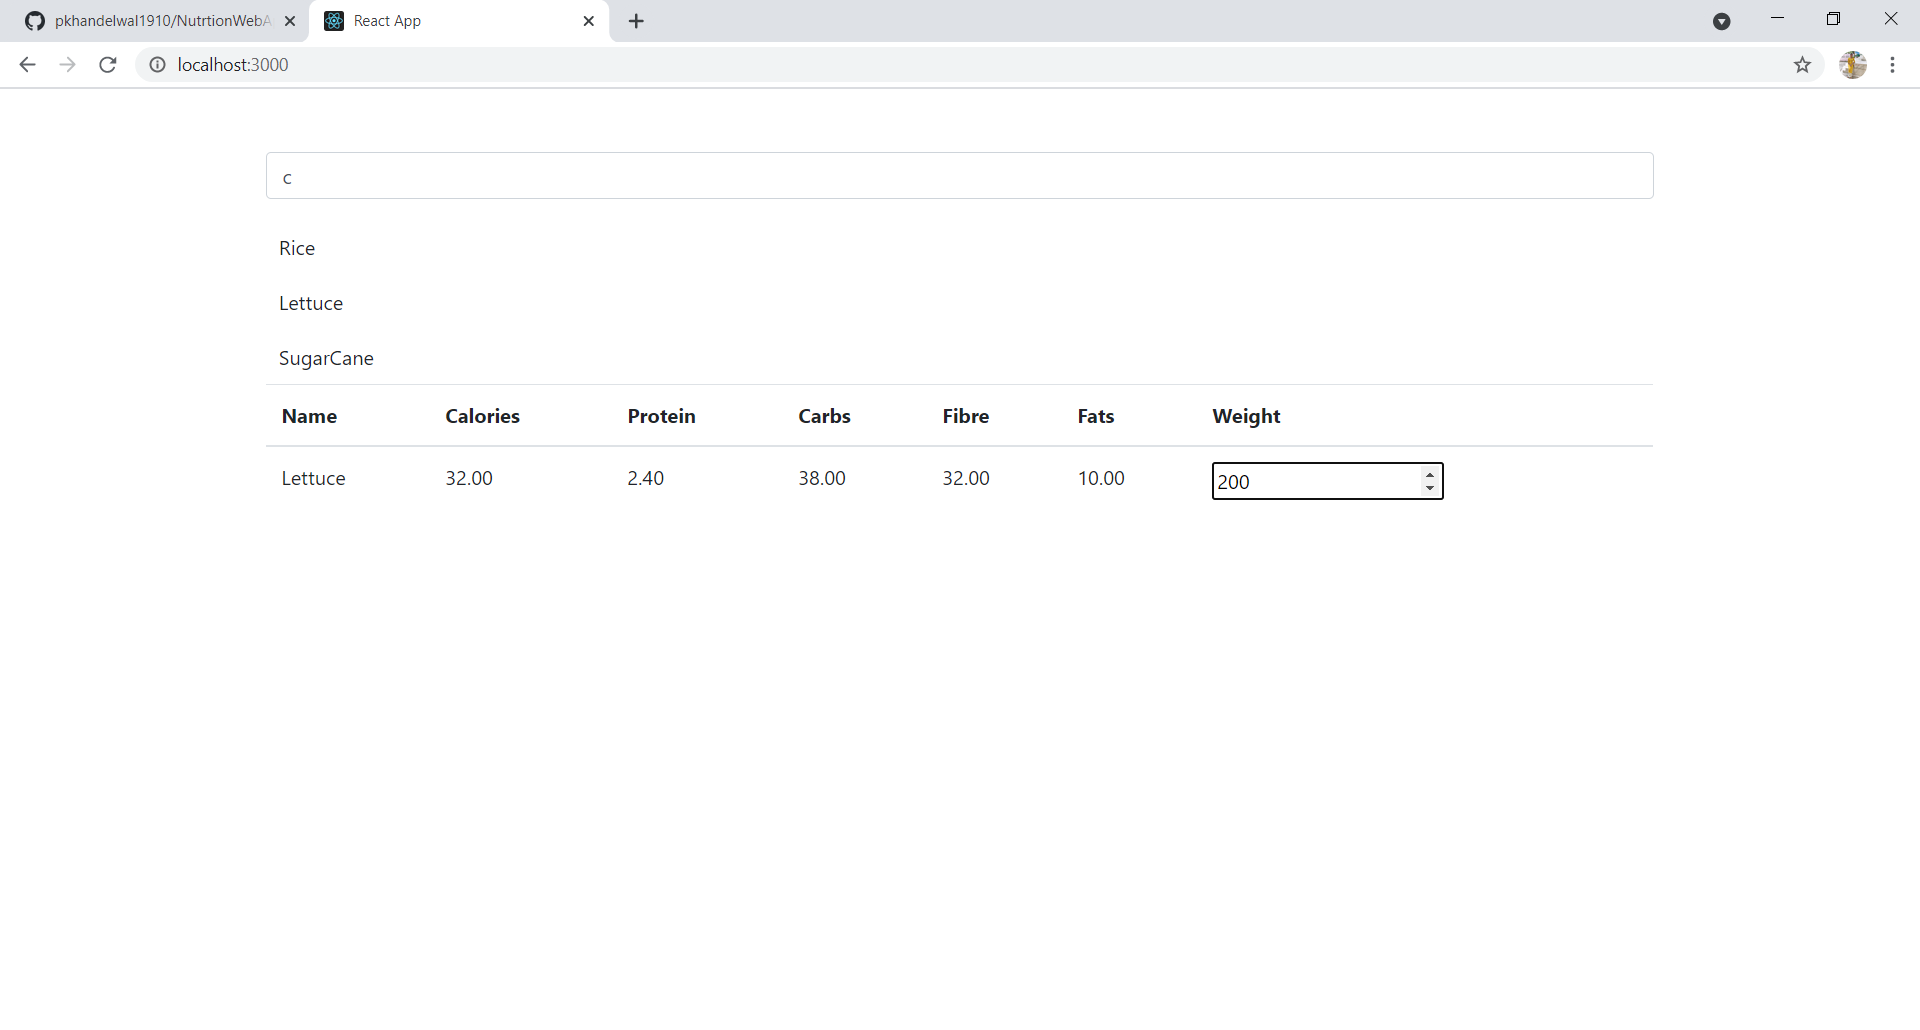 pkhandelwal1910/NutrtionWebA
React App
localhost:3000
c
Rice
Lettuce
SugarCane
Name Calories Protein Carbs Fibre Fats Weight
Lettuce 32.00 2.40 38.00 32.00 10.00 200